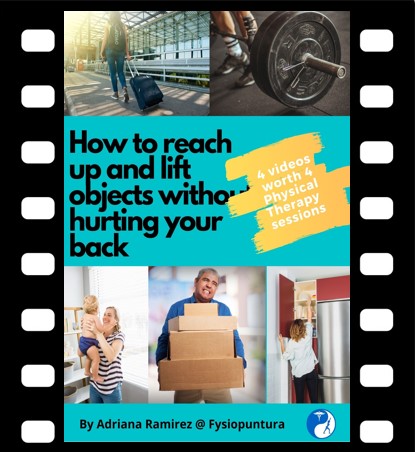 How to reach
up and lift
objects without
hurting your
back
4 videos
worth 4
Physical
Therapy
sessions
By Adriana Ramirez @ Fysiopuntura